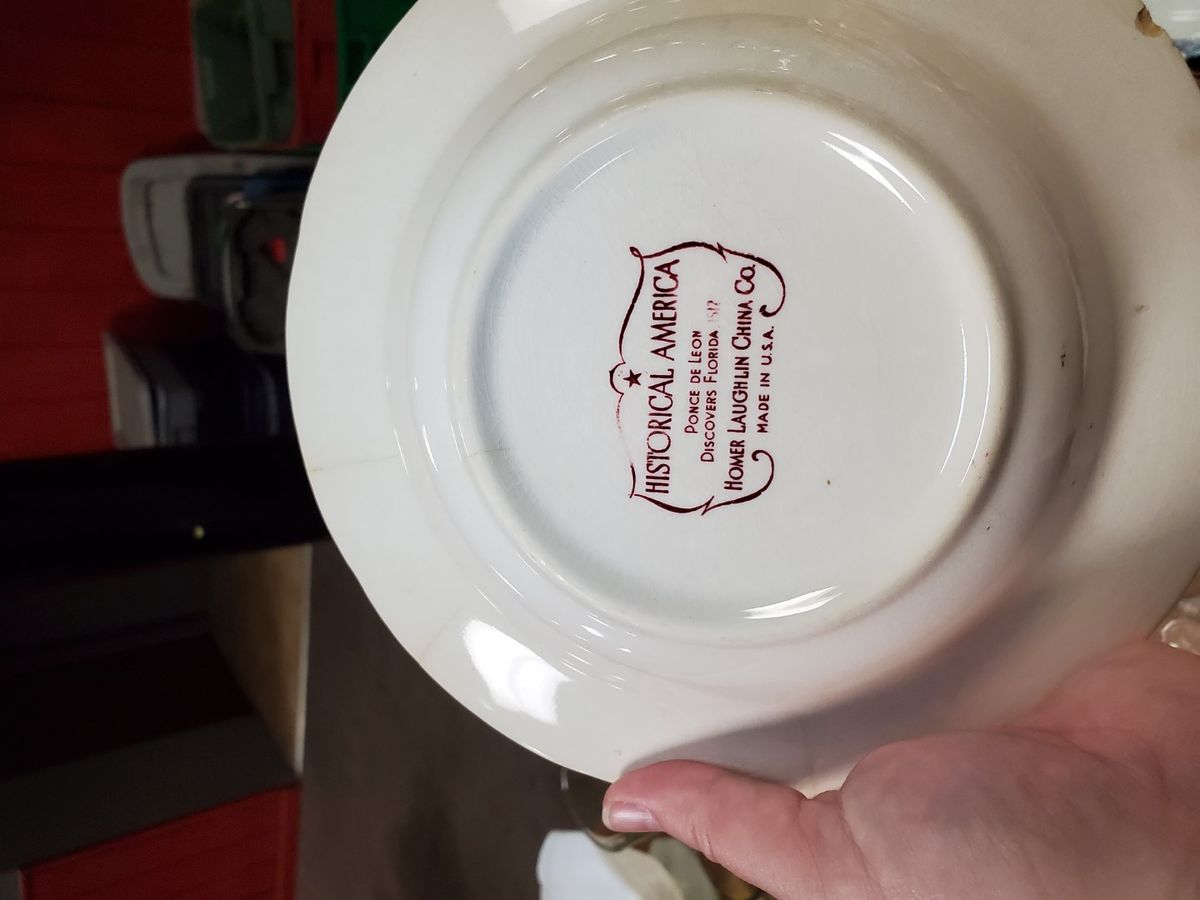 HISTORICAL AMERICA
PONCE DE LEON
DISCOVERS FLORIDA 1512
HOMER LAUGHLIN CHINA Co.
MADE IN U.S.A.